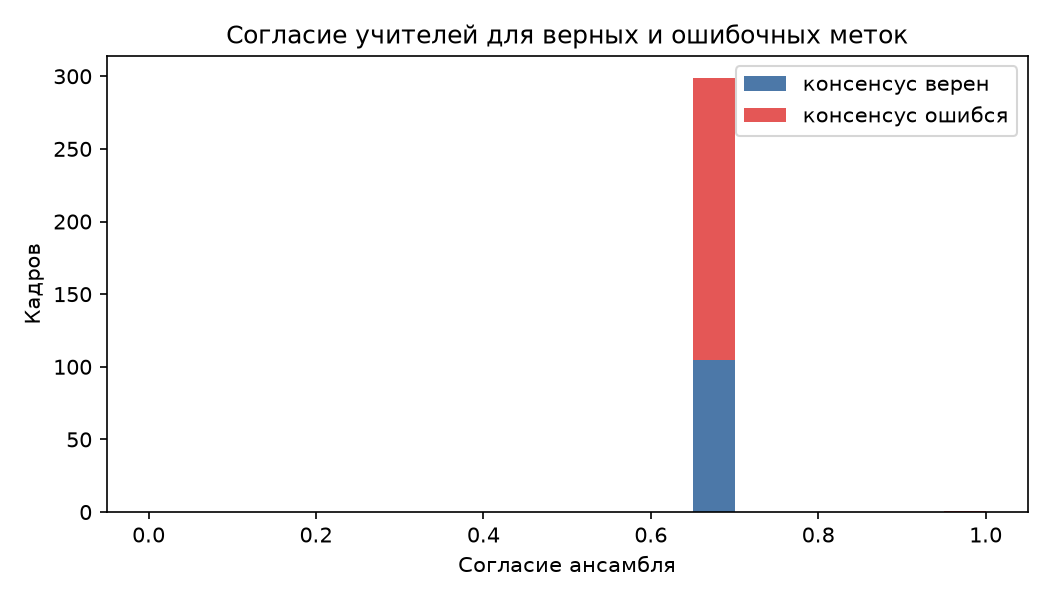 Согласие учителей для верных и ошибочных меток
300
250
200
150
100
50
0
Кадров
консенсус верен
консенсус ошибся
0.0 0.2 0.4 0.6 0.8 1.0
Согласие ансамбля